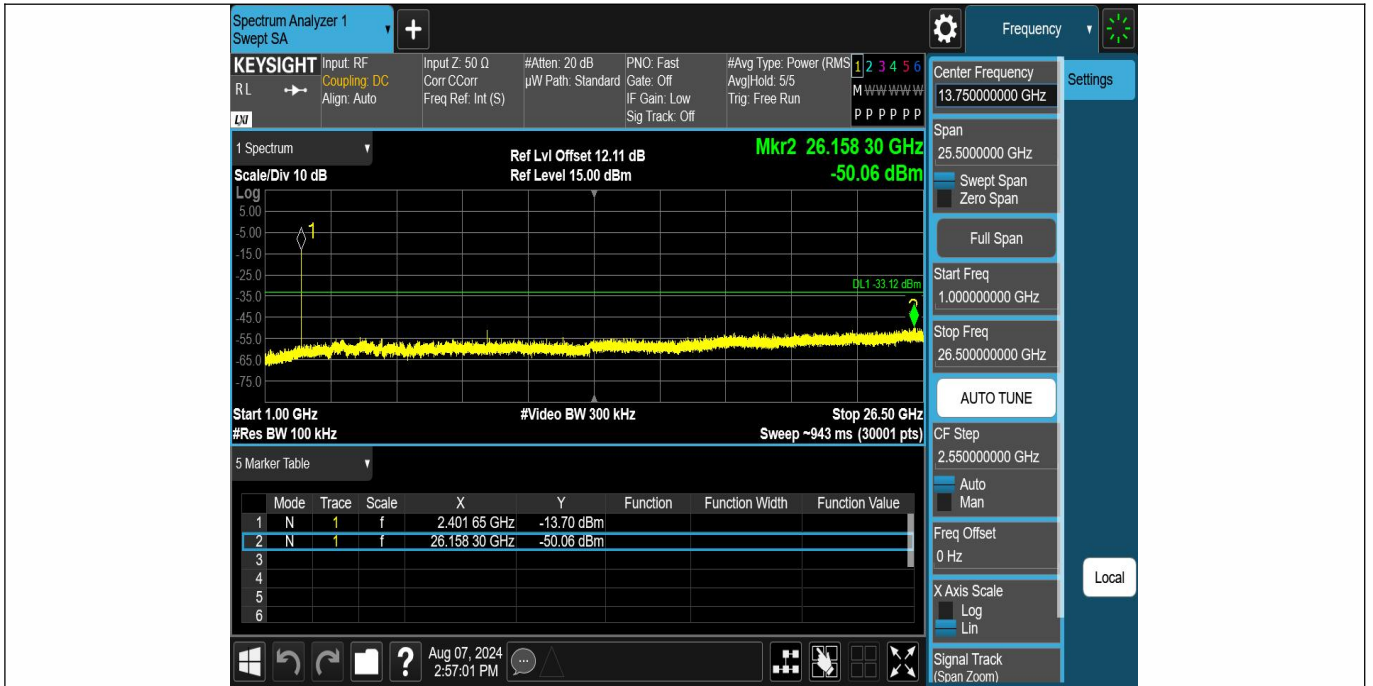 Spectrum Analyzer 1
Swept SA
+
Frequency
KEYSIGHT
RL
LXI
Input: RF
Coupling: DC
Align: Auto
Input Z: 50 Ω
Corr CCorr
Freq Ref: Int (S)
#Atten: 20 dB
µW Path: Standard
PNO: Fast
Gate: Off
IF Gain: Low
Sig Track: Off
#Avg Type: Power (RMS
Avg|Hold: 5/5
Trig: Free Run
1 2 3 4 5 6
M W W W W W
P P P P P P
1 Spectrum
Scale/Div 10 dB
Ref Lvl Offset 12.11 dB
Ref Level 15.00 dBm
Mkr2 26.158 30 GHz
-50.06 dBm
Log
5.00
-5.00
-15.0
-25.0
-35.0
-45.0
-55.0
-65.0
-75.0
1
DL1 -33.12 dBm
Start 1.00 GHz
#Video BW 300 kHz
Stop 26.50 GHz
#Res BW 100 kHz
Sweep ~943 ms (30001 pts)
5 Marker Table
Mode Trace Scale X Y Function Function Width Function Value
1 N 1 f 2.401 65 GHz -13.70 dBm
2 N 1 f 26.158 30 GHz -50.06 dBm
3
4
5
6
Aug 07, 2024
2:57:01 PM
?
Center Frequency
13.750000000 GHz
Settings
Span
25.5000000 GHz
Swept Span
Zero Span
Full Span
Start Freq
1.000000000 GHz
Stop Freq
26.500000000 GHz
AUTO TUNE
CF Step
2.550000000 GHz
Auto
Man
Freq Offset
0 Hz
X Axis Scale
Log
Lin
Local
Signal Track
(Span Zoom)